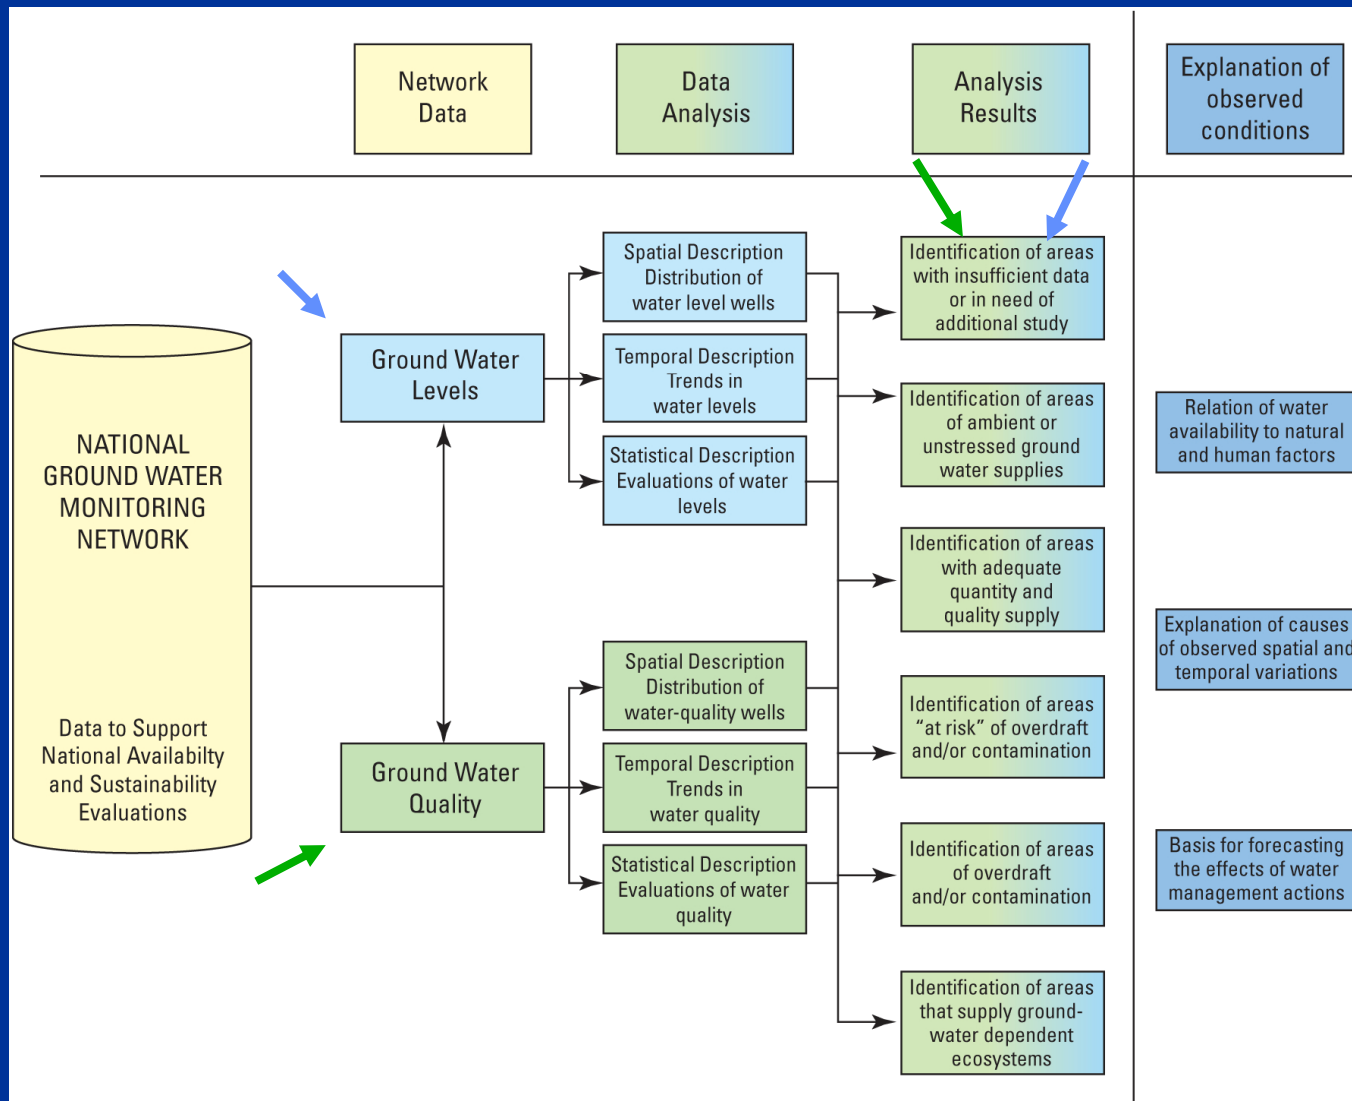 Network
Data
Data
Analysis
Analysis
Results
Explanation of
observed
conditions
NATIONAL
GROUND WATER
MONITORING
NETWORK
Data to Support
National Availabilty
and Sustainability
Evaluations
Ground Water
Levels
Ground Water
Quality
Spatial Description
Distribution of
water level wells
Temporal Description
Trends in
water levels
Statistical Description
Evaluations of water
levels
Spatial Description
Distribution of
water-quality wells
Temporal Description
Trends in
water quality
Statistical Description
Evaluations of water
quality
Identification of areas
with insufficient data
or in need of
additional study
Identification of areas
of ambient or
unstressed ground
water supplies
Identification of areas
with adequate
quantity and
quality supply
Identification of areas
“at risk” of overdraft
and/or contamination
Identification of areas
of overdraft
and/or contamination
Identification of areas
that supply ground-
water dependent
ecosystems
Relation of water
availability to natural
and human factors
Explanation of causes
of observed spatial and
temporal variations
Basis for forecasting
the effects of water
management actions